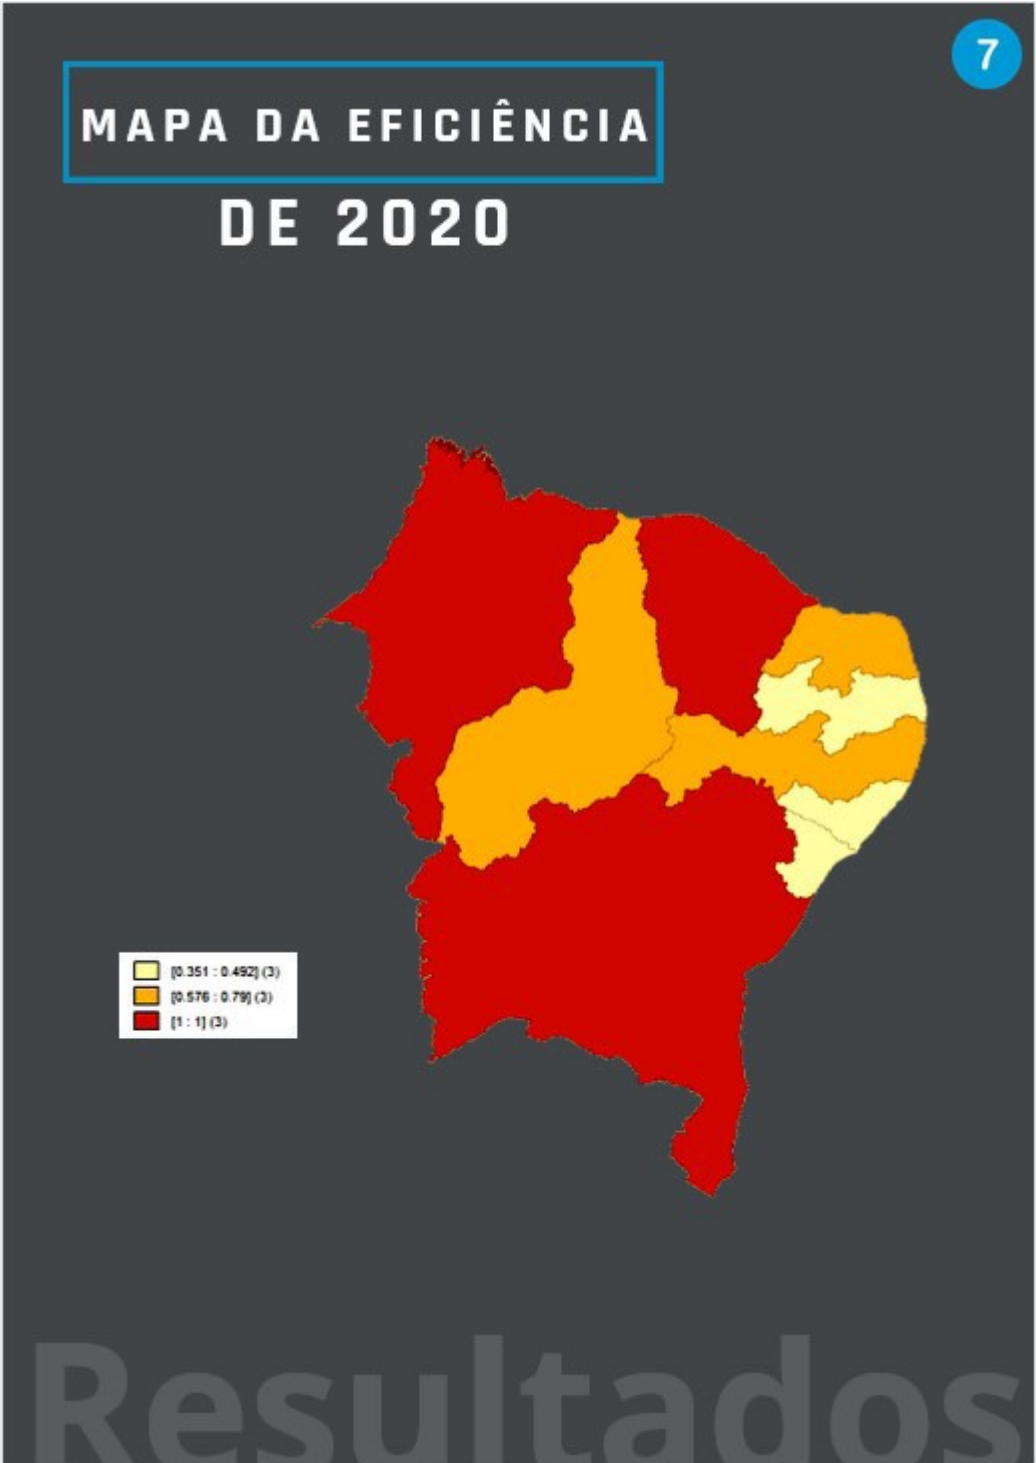 7
MAPA DA EFICIÊNCIA
DE 2020
[0.351 : 0.492] (3)
[0.576 : 0.79] (3)
[1 : 1] (3)
Resultados